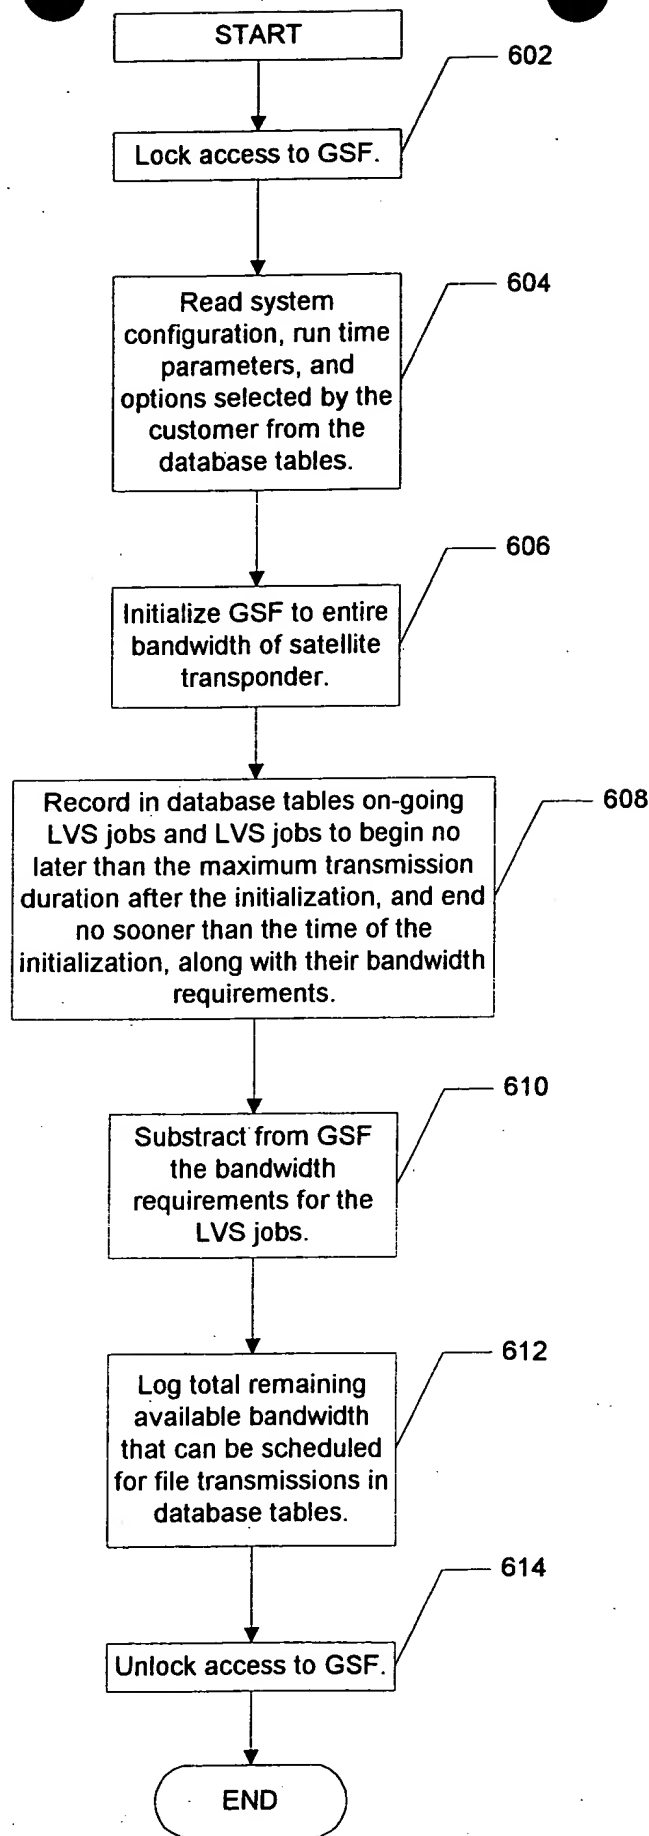 START
602
Lock access to GSF.
604
Read system
configuration, run time
parameters, and
options selected by the
customer from the
database tables.
606
Initialize GSF to entire
bandwidth of satellite
transponder.
608
Record in database tables on-going
LVS jobs and LVS jobs to begin no
later than the maximum transmission
duration after the initialization, and end
no sooner than the time of the
initialization, along with their bandwidth
requirements.
610
Substract from GSF
the bandwidth
requirements for the
LVS jobs.
612
Log total remaining
available bandwidth
that can be scheduled
for file transmissions in
database tables.
614
Unlock access to GSF.
END